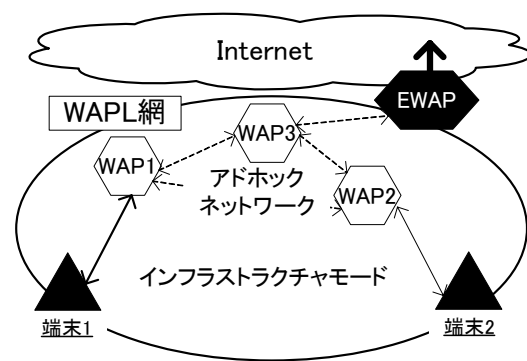 Internet
EWAP
WAPL網
WAP3
WAP1
アドホック
ネットワーク
WAP2
インフラストラクチャモード
端末1
端末2